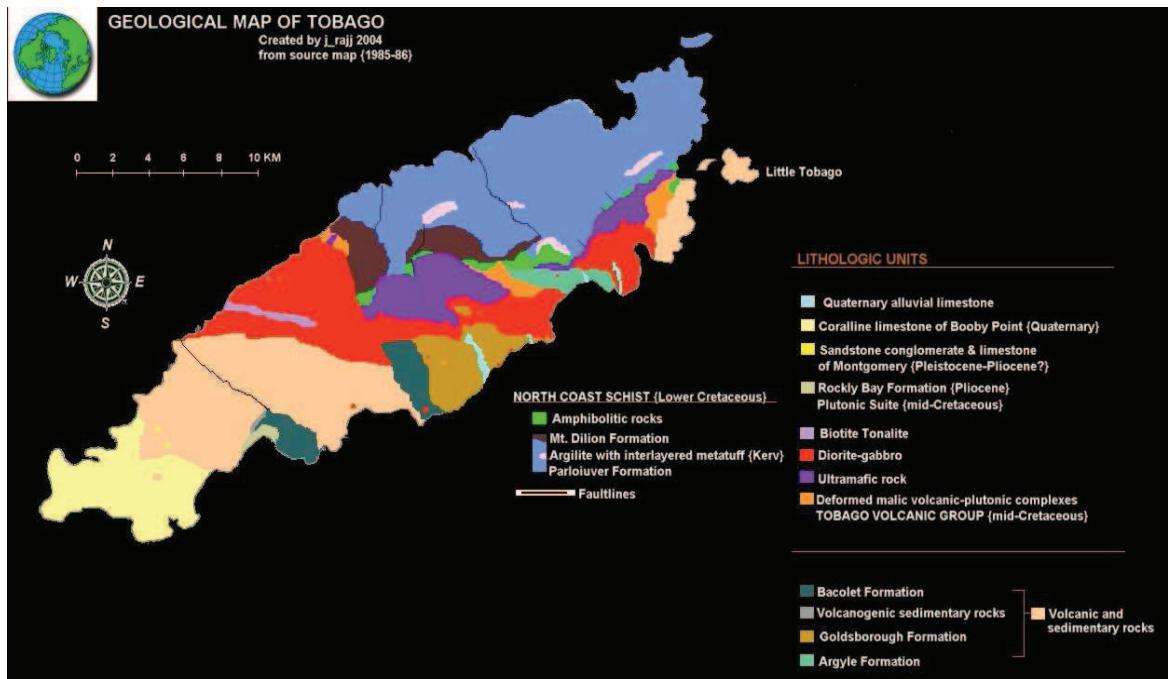 GEOLOGICAL MAP OF TOBAGO
Created by j_rajj 2004
from source map {1985-86}
0 2 4 6 8 10 KM
N
W E
S
Little Tobago
LITHOLOGIC UNITS
Quaternary alluvial limestone
Coralline limestone of Booby Point {Quaternary}
Sandstone conglomerate & limestone
of Montgomery {Pleistocene-Pliocene?}
Rockly Bay Formation {Pliocene}
Plutonic Suite {mid-Cretaceous}
Biotite Tonalite
Diorite-gabbro
Ultramafic rock
Deformed malic volcanic-plutonic complexes
TOBAGO VOLCANIC GROUP {mid-Cretaceous}
NORTH COAST SCHIST {Lower Cretaceous}
Amphibolitic rocks
Mt. Dilion Formation
Argilite with interlayered metatuff {Kerv}
Parloiuver Formation
Faultlines
Bacolet Formation
Volcanogenic sedimentary rocks
Goldsborough Formation
Argyle Formation
Volcanic and
sedimentary rocks